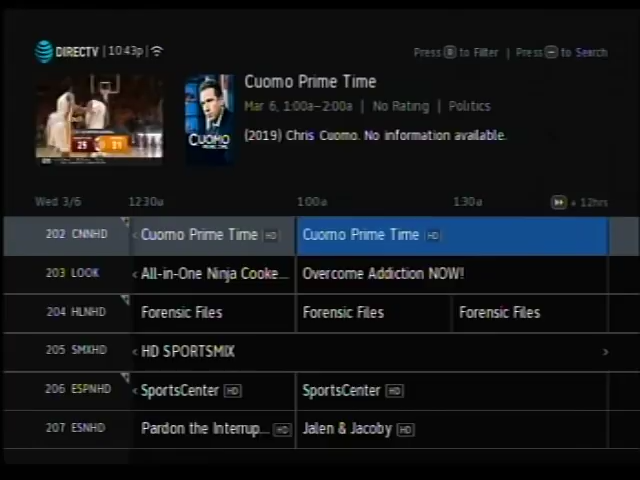 DIRECTV | 10:43p
Press to Filter | Press to Search
Cuomo Prime Time
Mar 6, 1:00a-2:00a | No Rating | Politics
(2019) Chris Cuomo. No information available.
CUOMO
PRIME TIME
25 31
Wed 3/6 12:30a 1:00a 1:30a + 12hrs
202 CNNHD ‹ Cuomo Prime Time HD Cuomo Prime Time HD
203 LOOK ‹ All-in-One Ninja Cooke... Overcome Addiction NOW!
204 HLNHD Forensic Files Forensic Files Forensic Files
205 SMXHD ‹ HD SPORTSMIX ›
206 ESPNHD ‹ SportsCenter HD SportsCenter HD
207 ESNHD Pardon the Interrup... HD Jalen & Jacoby HD